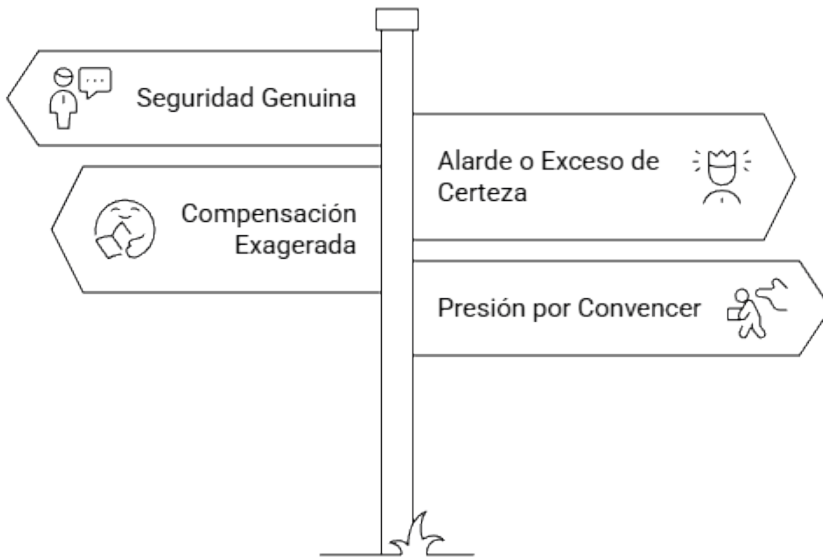 Seguridad Genuina
Alarde o Exceso de
Certeza
Compensación
Exagerada
Presión por Convencer